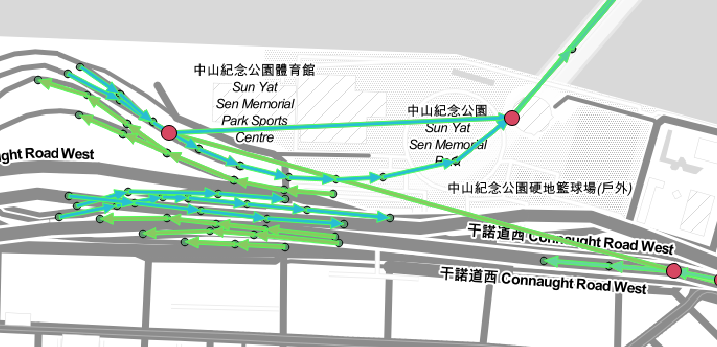 中山紀念公園體育館
Sun Yat
Sen Memorial
Park Sports
Centre
中山紀念公園
Sun Yat
Sen Memorial
Park
ught Road West
中山紀念公園硬地籃球場(戶外)
干諾道西 Connaught Road West
干諾道西 Connaught Road West